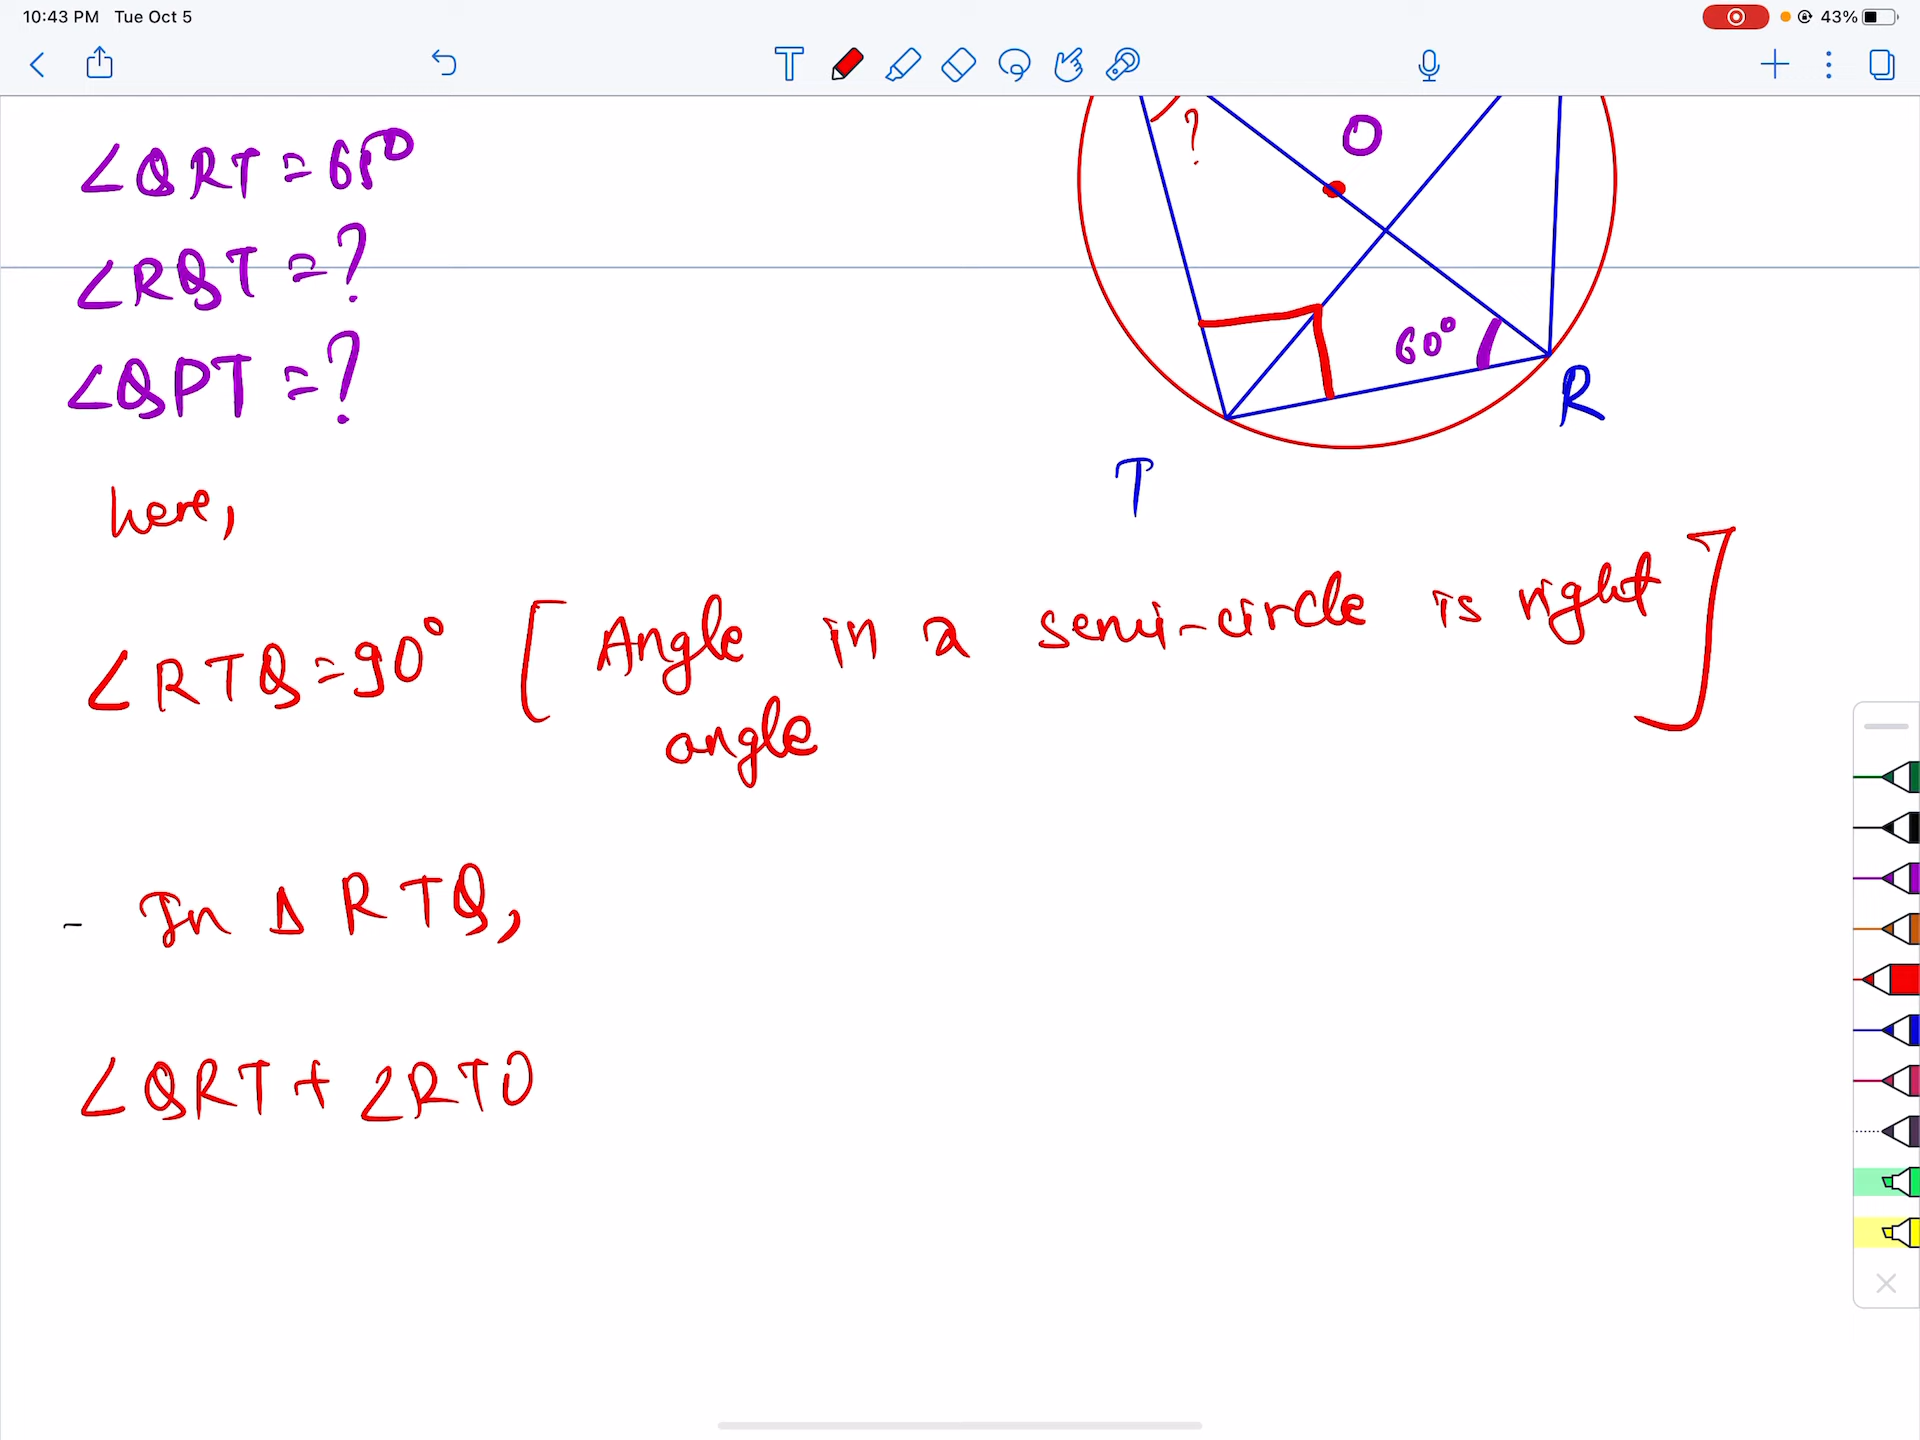 10:43 PM Tue Oct 5
43%
∠QRT = 60°
∠RQT = ?
∠QPT = ?
?
O
60°
R
T
here,
∠RTQ = 90° [Angle in a semi-circle is right
angle]
- In Δ RTQ,
∠QRT + ∠RTO